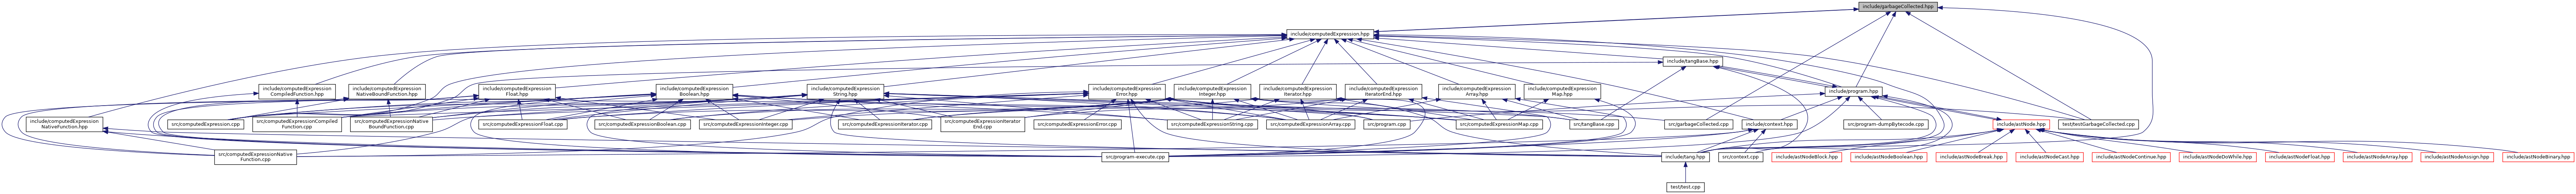 include/garbageCollected.hpp
include/computedExpression.hpp
include/tangBase.hpp
include/computedExpression
CompiledFunction.hpp
include/computedExpression
NativeBoundFunction.hpp
include/computedExpression
Float.hpp
include/computedExpression
Boolean.hpp
include/computedExpression
String.hpp
include/computedExpression
Error.hpp
include/computedExpression
Integer.hpp
include/computedExpression
Iterator.hpp
include/computedExpression
IteratorEnd.hpp
include/computedExpression
Array.hpp
include/computedExpression
Map.hpp
include/program.hpp
include/computedExpression
NativeFunction.hpp
src/computedExpression.cpp
src/computedExpressionCompiled
Function.cpp
src/computedExpressionNative
BoundFunction.cpp
src/computedExpressionFloat.cpp
src/computedExpressionBoolean.cpp
src/computedExpressionInteger.cpp
src/computedExpressionIterator.cpp
src/computedExpressionIterator
End.cpp
src/computedExpressionError.cpp
src/computedExpressionString.cpp
src/computedExpressionArray.cpp
src/program.cpp
src/computedExpressionMap.cpp
src/tangBase.cpp
src/garbageCollected.cpp
include/context.hpp
src/program-dumpBytecode.cpp
include/astNode.hpp
test/testGarbageCollected.cpp
src/computedExpressionNative
Function.cpp
src/program-execute.cpp
include/tang.hpp
src/context.cpp
include/astNodeBlock.hpp
include/astNodeBoolean.hpp
include/astNodeBreak.hpp
include/astNodeCast.hpp
include/astNodeContinue.hpp
include/astNodeDoWhile.hpp
include/astNodeFloat.hpp
include/astNodeArray.hpp
include/astNodeAssign.hpp
include/astNodeBinary.hpp
test/test.cpp